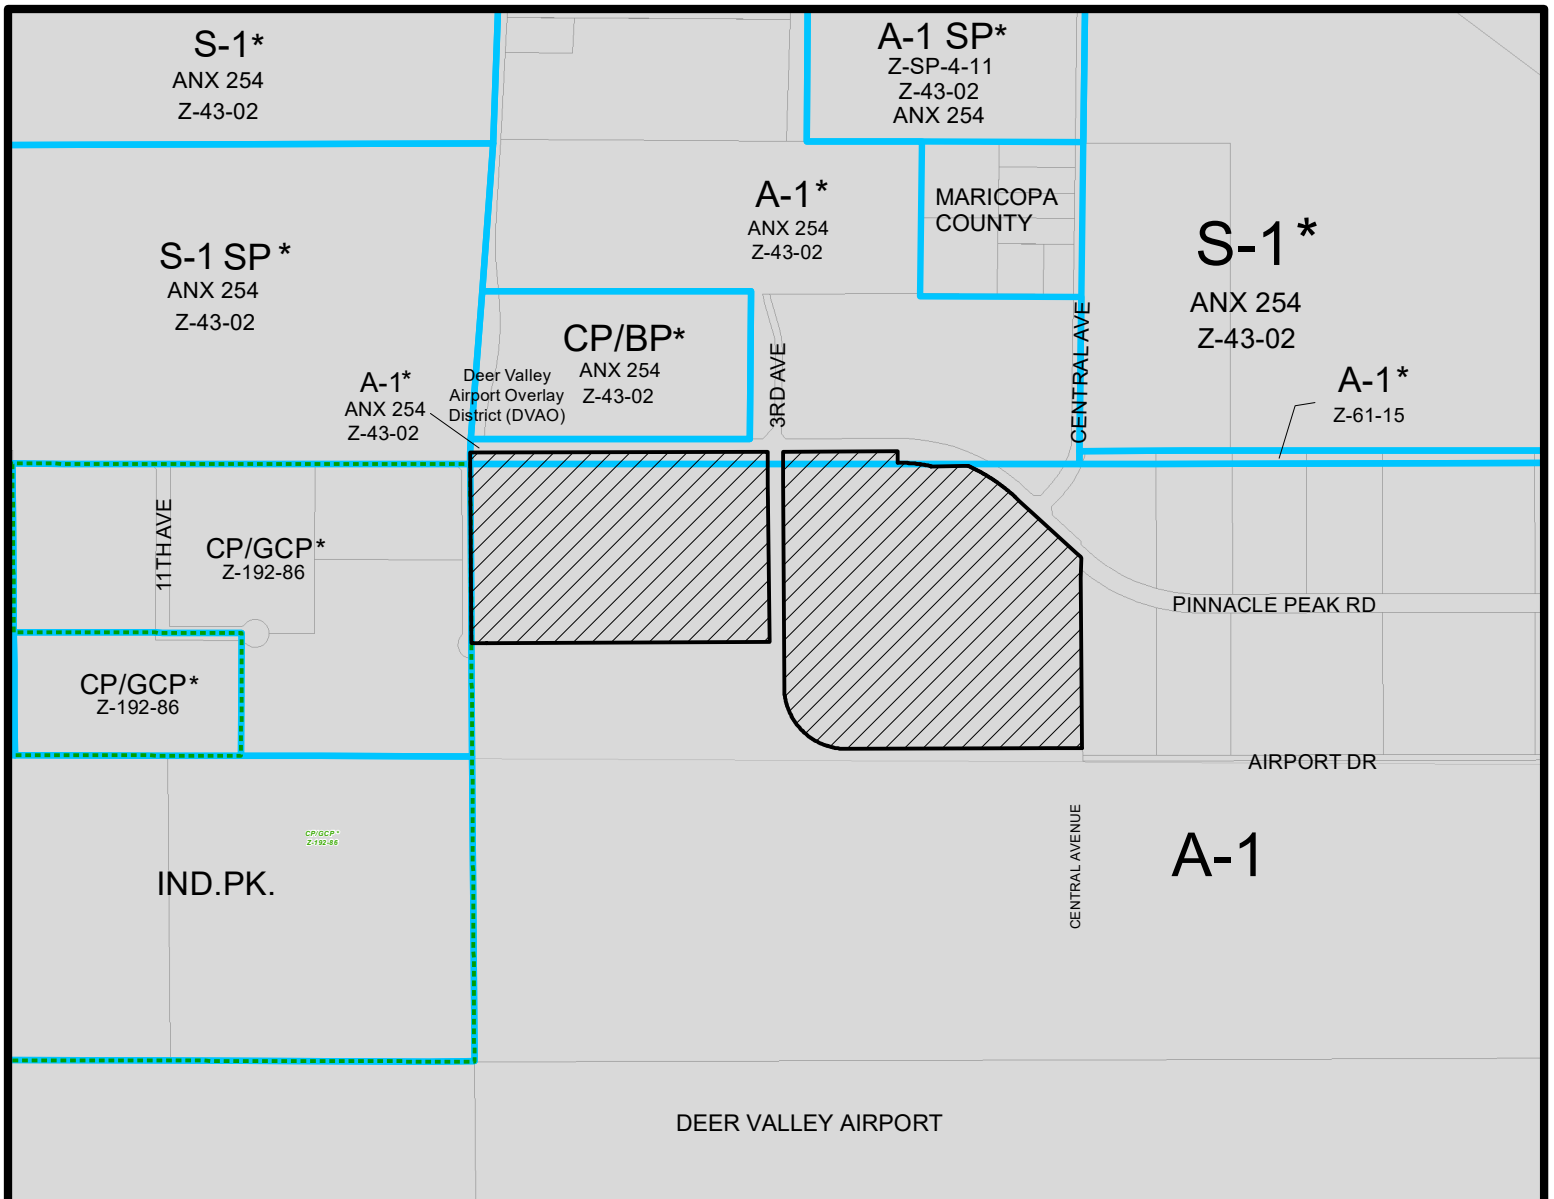 S-1*
ANX 254
Z-43-02
A-1 SP*
Z-SP-4-11
Z-43-02
ANX 254
A-1*
ANX 254
Z-43-02
MARICOPA
COUNTY
S-1*
ANX 254
Z-43-02
S-1 SP *
ANX 254
Z-43-02
CP/BP*
ANX 254
Z-43-02
3RD AVE
CENTRAL AVE
A-1*
ANX 254
Z-43-02
Deer Valley
Airport Overlay
District (DVAO)
A-1*
Z-61-15
11TH AVE
CP/GCP*
Z-192-86
PINNACLE PEAK RD
CP/GCP*
Z-192-86
AIRPORT DR
CP/GCP*
Z-192-86
IND.PK.
CENTRAL AVENUE
A-1
DEER VALLEY AIRPORT